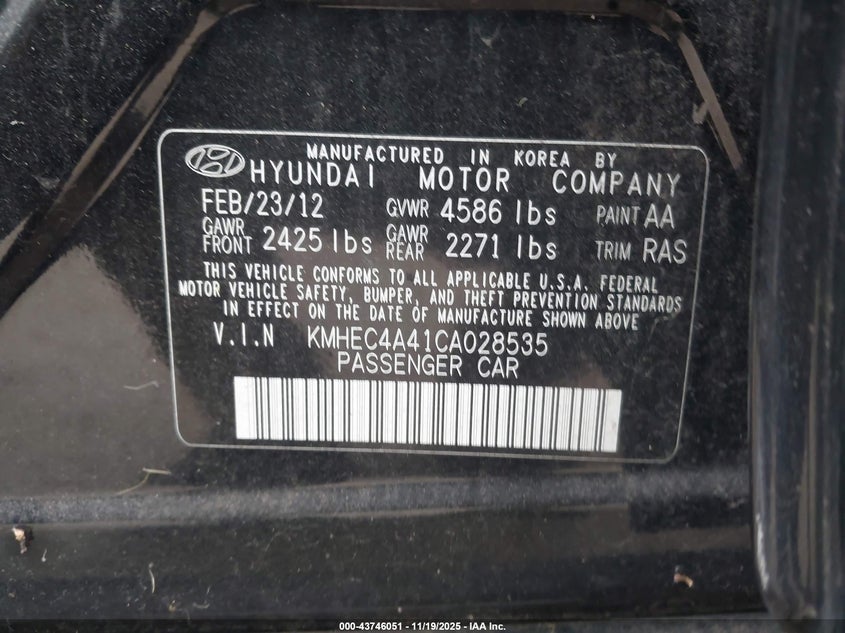 MANUFACTURED IN KOREA BY
HYUNDAI MOTOR COMPANY
FEB/23/12 GVWR 4586 lbs PAINT AA
GAWR FRONT 2425 lbs GAWR REAR 2271 lbs TRIM RAS
THIS VEHICLE CONFORMS TO ALL APPLICABLE U.S.A. FEDERAL
MOTOR VEHICLE SAFETY, BUMPER, AND THEFT PREVENTION STANDARDS
IN EFFECT ON THE DATE OF MANUFACTURE SHOWN ABOVE.
V.I.N KMHEC4A41CA028535
PASSENGER CAR
000-43746051 - 11/19/2025 - IAA Inc.